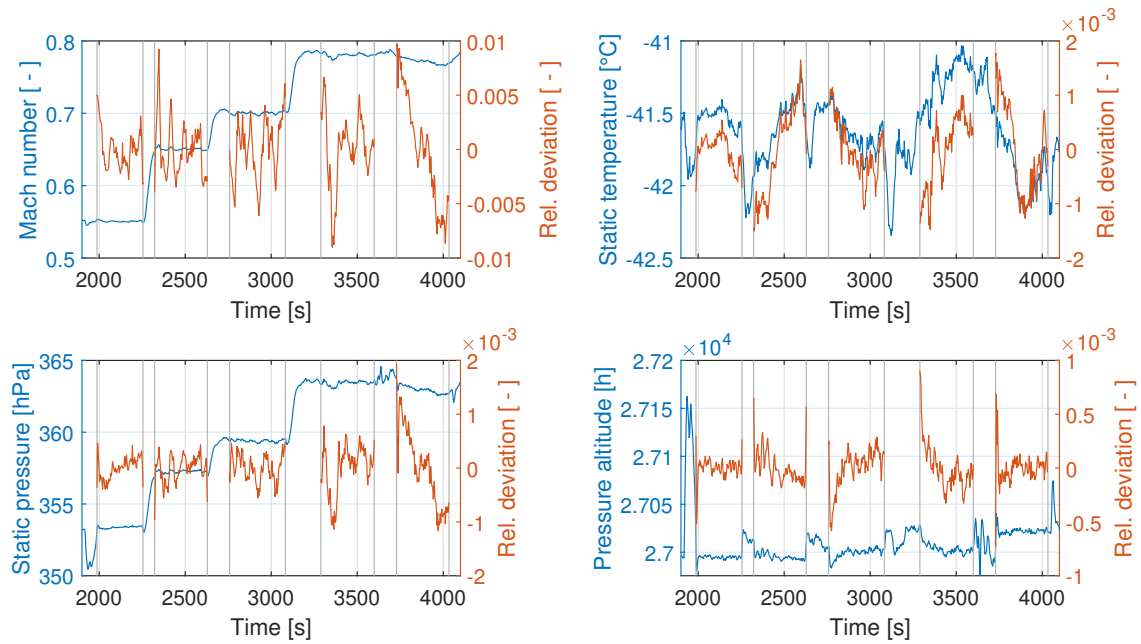 0.8
0.7
0.6
0.5
Mach number [ - ]
0.01
0.005
0
-0.005
-0.01
Rel. deviation [ - ]
2000 2500 3000 3500 4000
Time [s]
-41
-41.5
-42
-42.5
Static temperature [°C]
×10⁻³
2
1
0
-1
-2
Rel. deviation [ - ]
2000 2500 3000 3500 4000
Time [s]
365
360
355
350
Static pressure [hPa]
×10⁻³
2
1
0
-1
-2
Rel. deviation [ - ]
2000 2500 3000 3500 4000
Time [s]
×10⁴
2.72
2.715
2.71
2.705
2.7
Pressure altitude [h]
×10⁻³
1
0.5
0
-0.5
-1
Rel. deviation [ - ]
2000 2500 3000 3500 4000
Time [s]